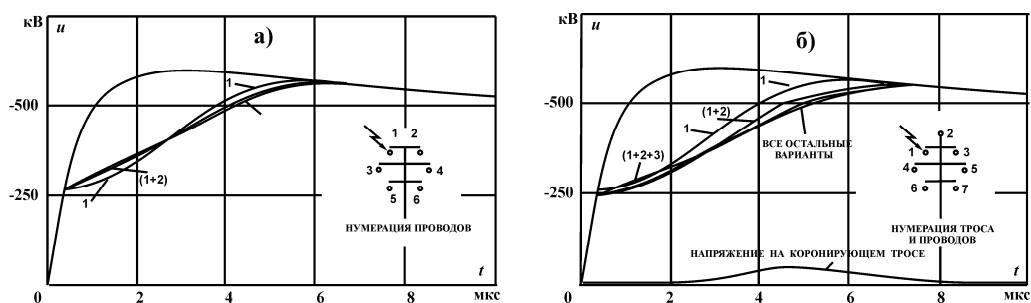 кВ
u
а)
-500
1
(1+2)
1
1 2
3 4
5 6
НУМЕРАЦИЯ ПРОВОДОВ
-250
t
0
2
4
6
8
мкс
кВ
u
б)
-500
1
(1+2)
1
ВСЕ ОСТАЛЬНЫЕ
ВАРИАНТЫ
(1+2+3)
2
1 3
4 5
6 7
НУМЕРАЦИЯ ТРОСА
И ПРОВОДОВ
-250
НАПРЯЖЕНИЕ НА КОРОНИРУЮЩЕМ ТРОСЕ
t
0
2
4
6
8
мкс